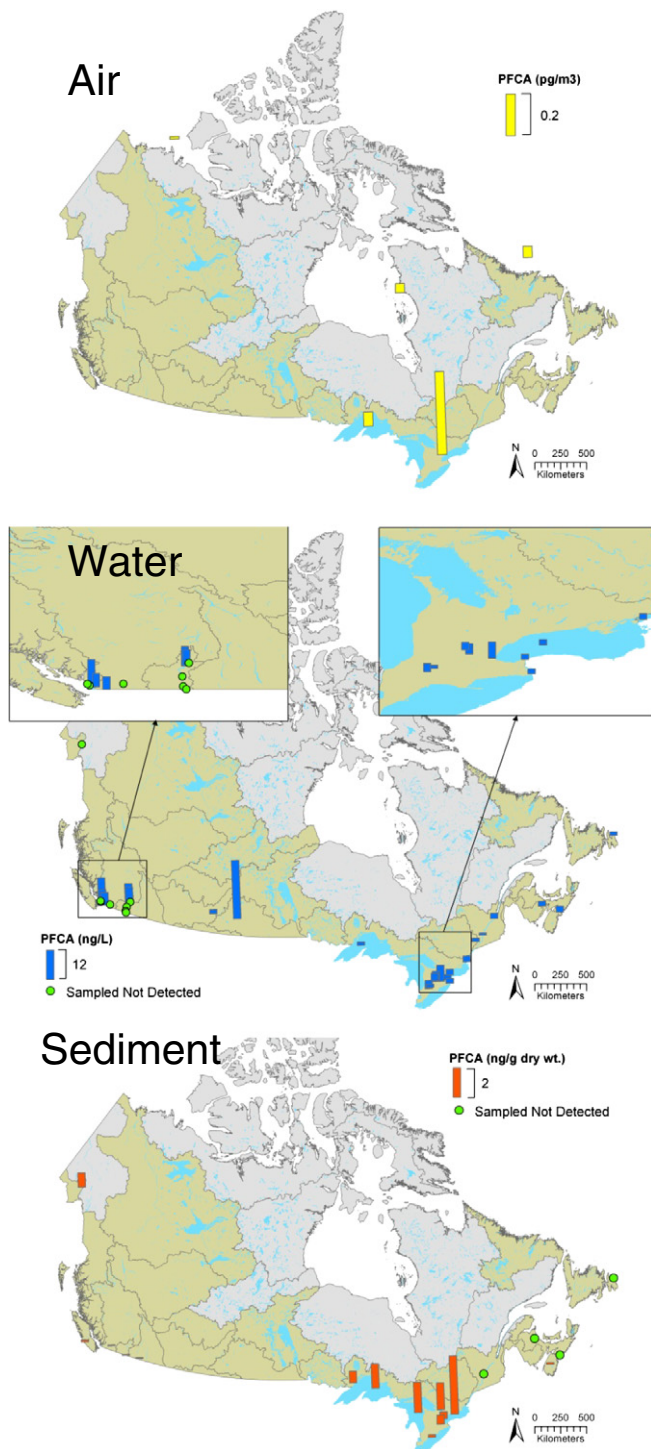 Air
PFCA (pg/m3)
0.2
N
0 250 500
Kilometers
Water
PFCA (ng/L)
12
Sampled Not Detected
N
0 250 500
Kilometers
Sediment
PFCA (ng/g dry wt.)
2
Sampled Not Detected
N
0 250 500
Kilometers